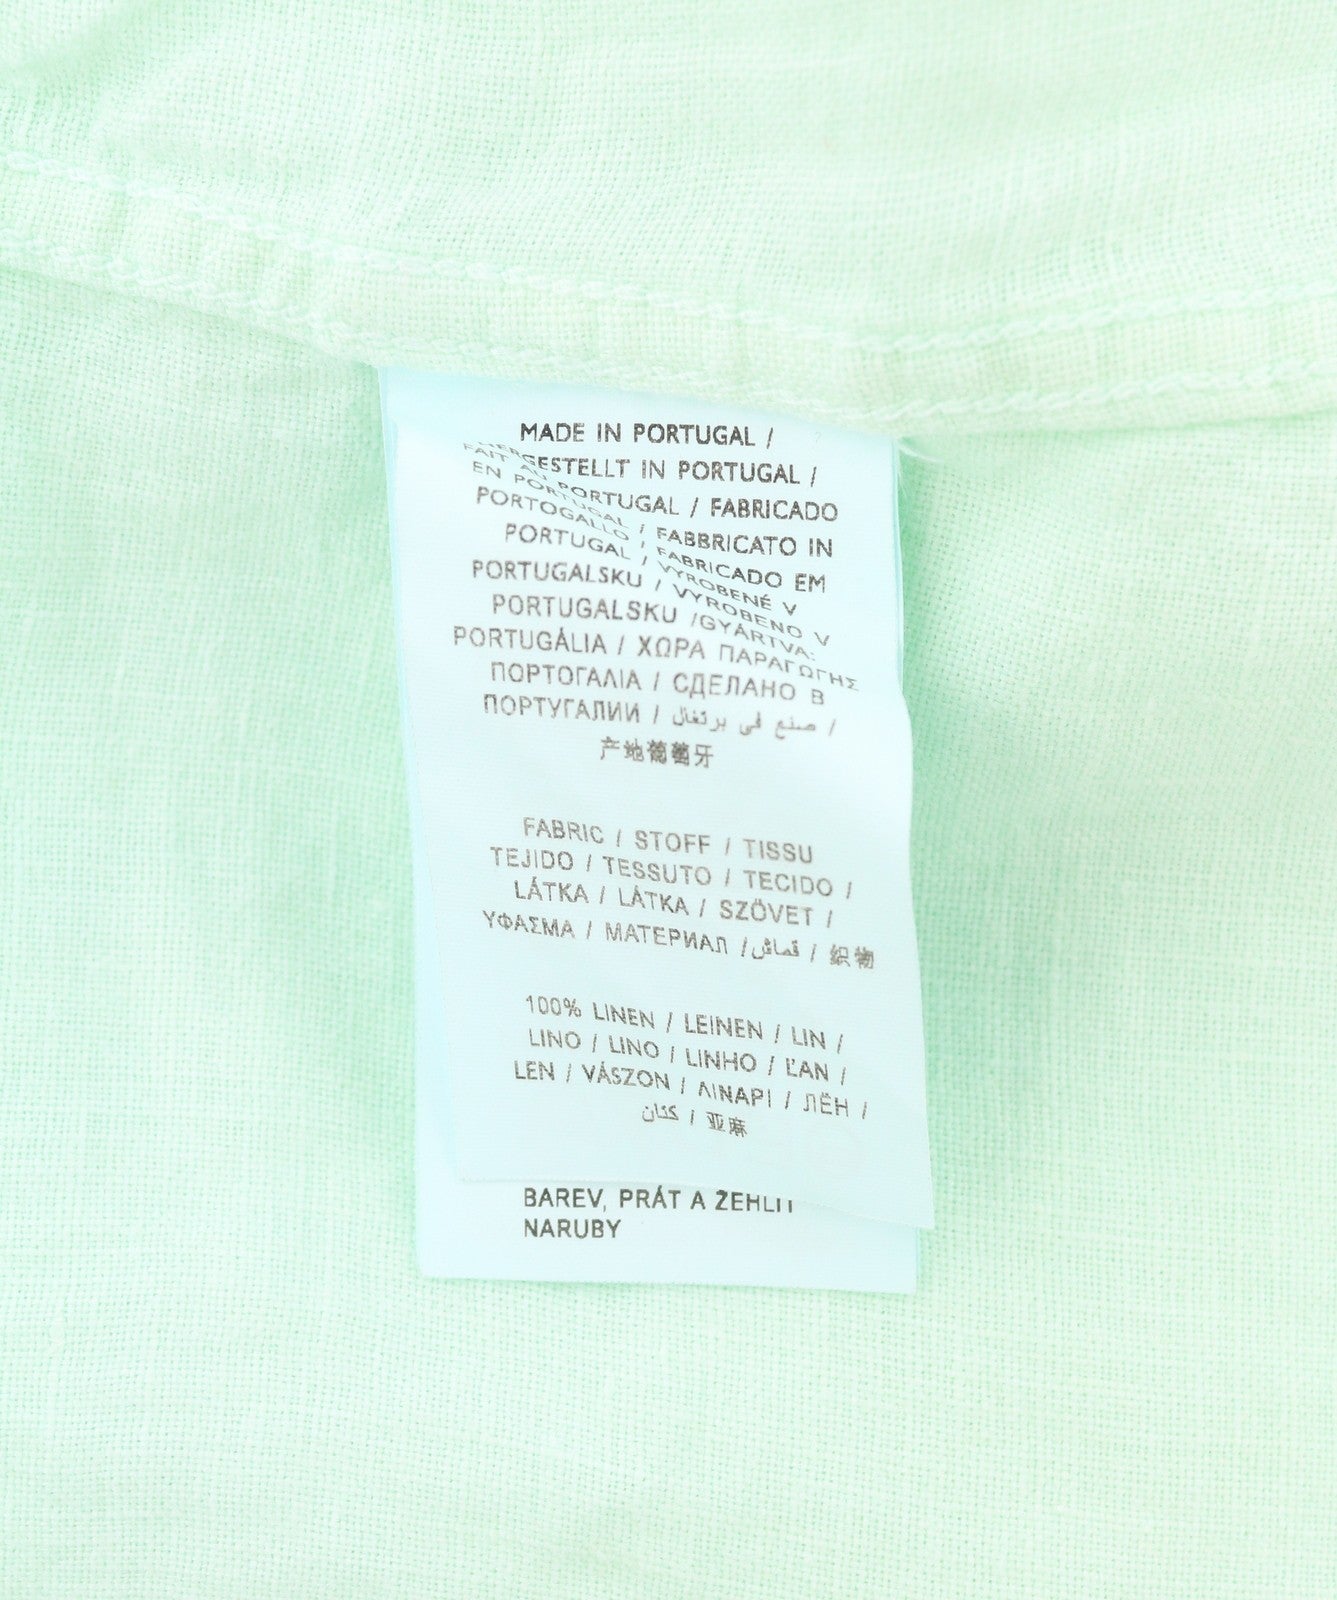 MADE IN PORTUGAL /
HERGESTELLT IN PORTUGAL /
FAIT AU PORTUGAL / FABRICADO
EN PORTUGAL / FABBRICATO IN
PORTOGALLO / FABRICADO EM
PORTUGAL / VYROBENÉ V
PORTUGALSKU / VYROBENO V
PORTUGALSKU /GYÁRTVA:
PORTUGÁLIA / ΧΩΡΑ ΠΑΡΑΓΩΓΗΣ
ΠΟΡΤΟΓΑΛΙΑ / СДЕЛАНО В
ПОРТУГАЛИИ / صنع في برتغال /
产地葡萄牙
FABRIC / STOFF / TISSU
TEJIDO / TESSUTO / TECIDO /
LÁTKA / LÁTKA / SZÖVET /
ΥΦΑΣΜΑ / МАТЕРИАЛ /قماش / 织物
100% LINEN / LEINEN / LIN /
LINO / LINO / LINHO / ĽAN /
LEN / VÁSZON / ΛΙΝΑΡΙ / ЛЁН /
كتان / 亚麻
BAREV, PRÁT A ŽEHLIT
NARUBY